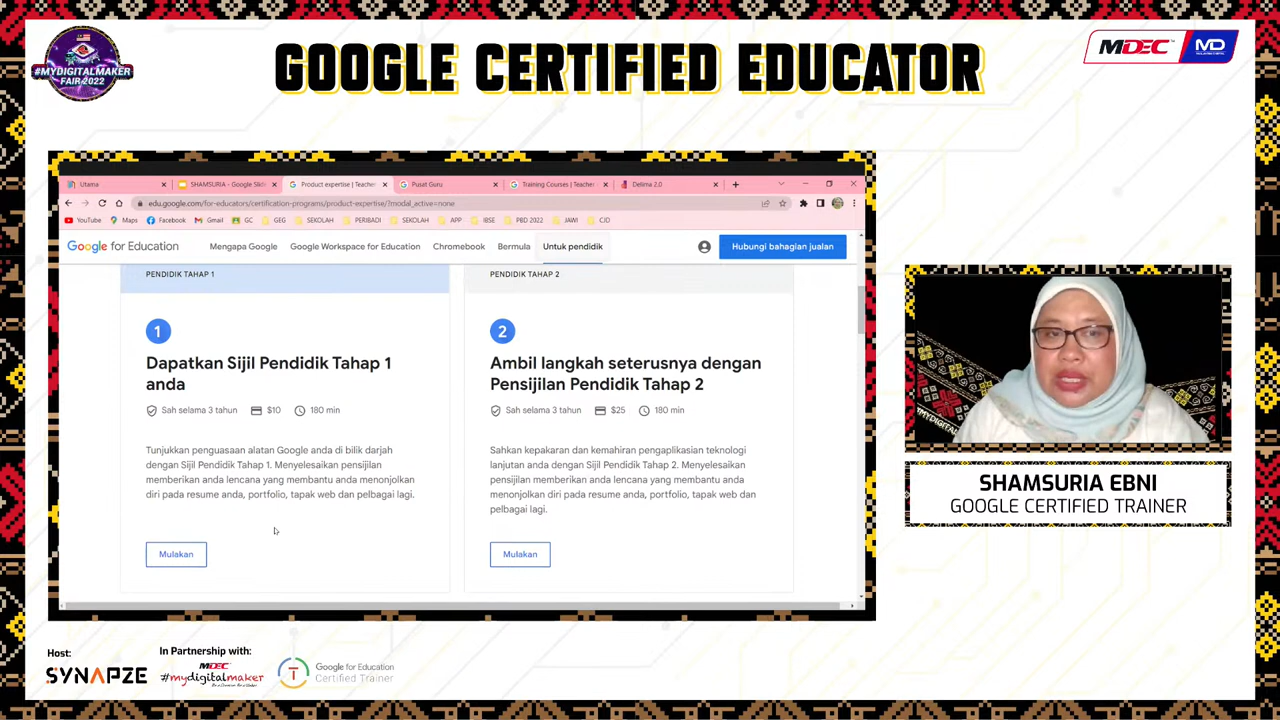 #MYDIGITALMAKER
FAIR 2022
GOOGLE CERTIFIED EDUCATOR
MDEC
MD
Utama
SHAMSURIA - Google Slid
Product expertise | Teacher
Pusat Guru
Training Courses | Teacher
Delima 2.0
edu.google.com/for-educators/certification-programs/product-expertise/?modal_active=none
YouTube
Maps
Facebook
Gmail
GC
GEG
SEKOLAH
PERIBADI
SEKOLAH
APP
IBSE
PBD 2022
JAWI
CJD
Google for Education
Mengapa Google
Google Workspace for Education
Chromebook
Bermula
Untuk pendidik
Hubungi bahagian jualan
PENDIDIK TAHAP 1
1
Dapatkan Sijil Pendidik Tahap 1
anda
Sah selama 3 tahun $10 180 min
Tunjukkan penguasaan alatan Google anda di bilik darjah
dengan Sijil Pendidik Tahap 1. Menyelesaikan pensijilan
memberikan anda lencana yang membantu anda menonjolkan
diri pada resume anda, portfolio, tapak web dan pelbagai lagi.
Mulakan
PENDIDIK TAHAP 2
2
Ambil langkah seterusnya dengan
Pensijilan Pendidik Tahap 2
Sah selama 3 tahun $25 180 min
Sahkan kepakaran dan kemahiran pengaplikasian teknologi
lanjutan anda dengan Sijil Pendidik Tahap 2. Menyelesaikan
pensijilan memberikan anda lencana yang membantu anda
menonjolkan diri pada resume anda, portfolio, tapak web dan
pelbagai lagi.
Mulakan
#MYDIGITAL
SHAMSURIA EBNI
GOOGLE CERTIFIED TRAINER
Host:
SYNAPZE
In Partnership with:
MDEC
#mydigitalmaker
T
Google for Education
Certified Trainer